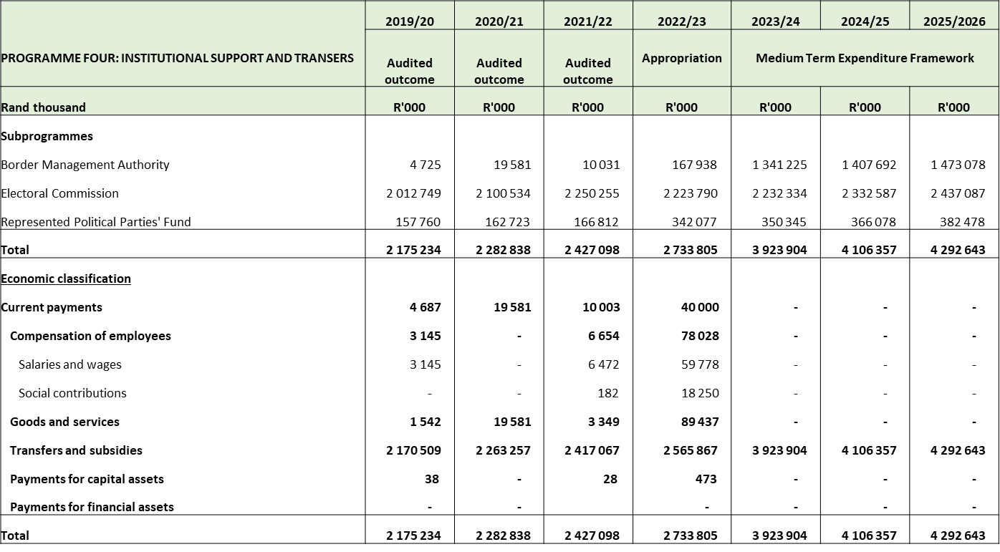 2019/20 2020/21 2021/22 2022/23 2023/24 2024/25 2025/2026
PROGRAMME FOUR: INSTITUTIONAL SUPPORT AND TRANSERS Audited outcome Audited outcome Audited outcome Appropriation Medium Term Expenditure Framework
Rand thousand R'000 R'000 R'000 R'000 R'000 R'000 R'000
Subprogrammes
Border Management Authority 4 725 19 581 10 031 167 938 1 341 225 1 407 692 1 473 078
Electoral Commission 2 012 749 2 100 534 2 250 255 2 223 790 2 232 334 2 332 587 2 437 087
Represented Political Parties' Fund 157 760 162 723 166 812 342 077 350 345 366 078 382 478
Total 2 175 234 2 282 838 2 427 098 2 733 805 3 923 904 4 106 357 4 292 643
Economic classification
Current payments 4 687 19 581 10 003 40 000 - - -
Compensation of employees 3 145 - 6 654 78 028 - - -
Salaries and wages 3 145 - 6 472 59 778 - - -
Social contributions - - 182 18 250 - - -
Goods and services 1 542 19 581 3 349 89 437 - - -
Transfers and subsidies 2 170 509 2 263 257 2 417 067 2 565 867 3 923 904 4 106 357 4 292 643
Payments for capital assets 38 - 28 473 - - -
Payments for financial assets - - - - - - -
Total 2 175 234 2 282 838 2 427 098 2 733 805 3 923 904 4 106 357 4 292 643